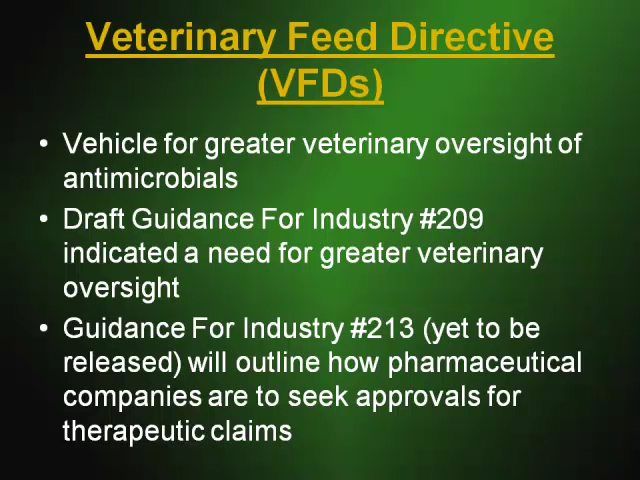 Veterinary Feed Directive
(VFDs)
• Vehicle for greater veterinary oversight of
antimicrobials
• Draft Guidance For Industry #209
indicated a need for greater veterinary
oversight
• Guidance For Industry #213 (yet to be
released) will outline how pharmaceutical
companies are to seek approvals for
therapeutic claims